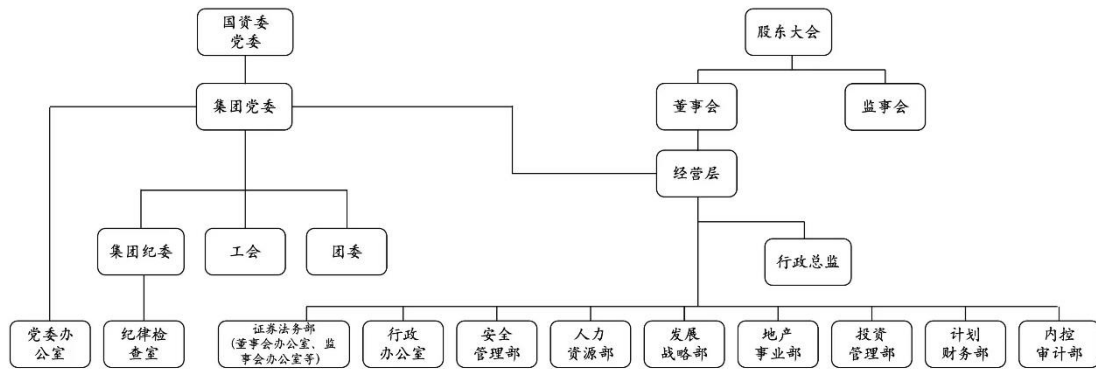 国资委
党委
股东大会
集团党委
董事会
监事会
经营层
集团纪委
工会
团委
行政总监
党委办
公室
纪律检
查室
证券法务部
(董事会办公室、监
事会办公室等)
行政
办公室
安全
管理部
人力
资源部
发展
战略部
地产
事业部
投资
管理部
计划
财务部
内控
审计部